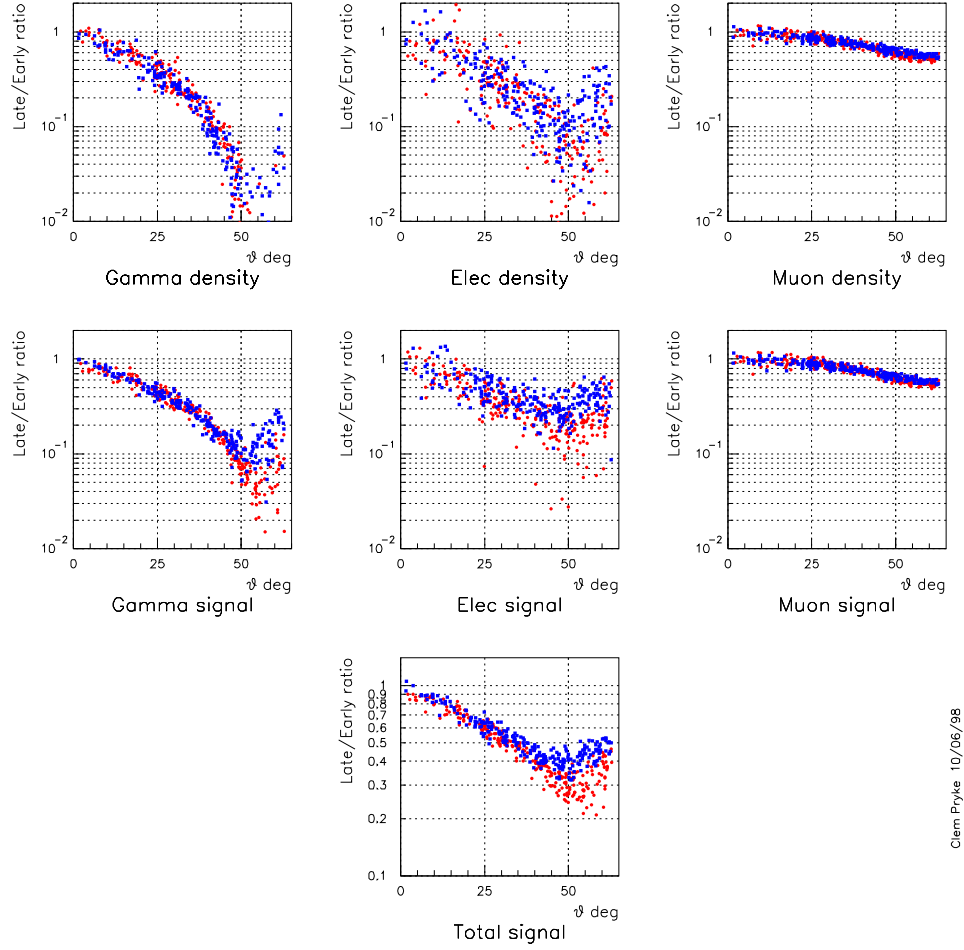 Late/Early ratio
1
10^-1
10^-2
0 25 50
ϑ deg
Gamma density
Late/Early ratio
1
10^-1
10^-2
0 25 50
ϑ deg
Elec density
Late/Early ratio
1
10^-1
10^-2
0 25 50
ϑ deg
Muon density
Late/Early ratio
1
10^-1
10^-2
0 25 50
ϑ deg
Gamma signal
Late/Early ratio
1
10^-1
10^-2
0 25 50
ϑ deg
Elec signal
Late/Early ratio
1
10^-1
10^-2
0 25 50
ϑ deg
Muon signal
Late/Early ratio
1
0.9
0.8
0.7
0.6
0.5
0.4
0.3
0.2
0.1
0 25 50
ϑ deg
Total signal
Clem Pryke 10/06/98